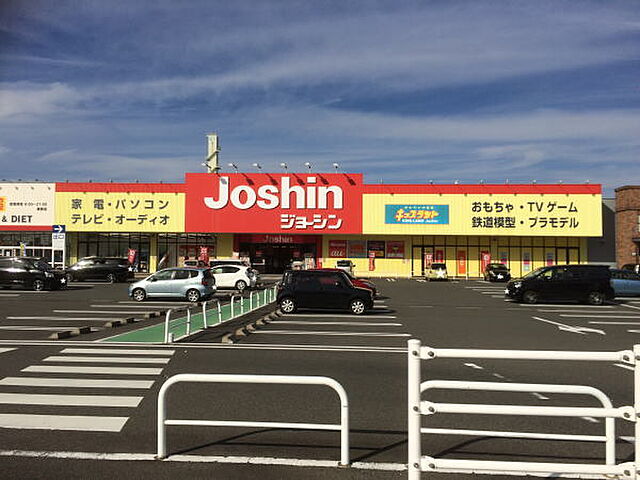 & DIET
家 電・パソコン
テレビ・オーディオ
Joshin
ジョーシン
Joshin
キッズランド
おもちゃ・TVゲーム
鉄道模型・プラモデル
au